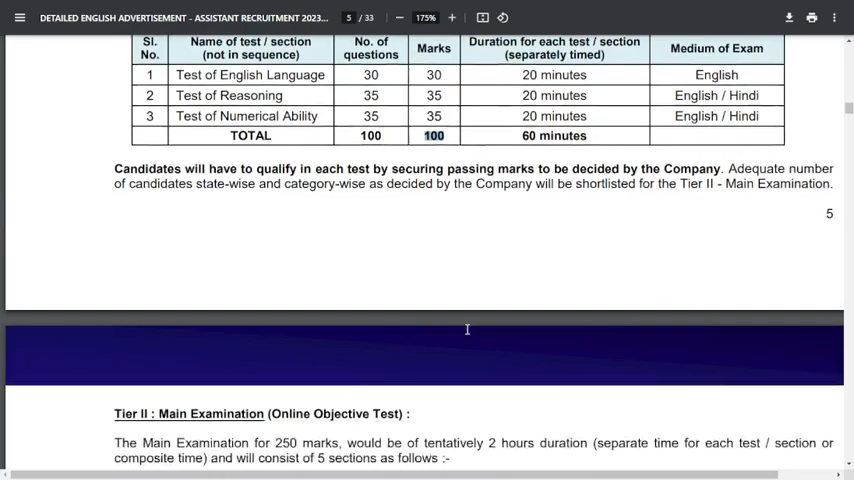 DETAILED ENGLISH ADVERTISEMENT - ASSISTANT RECRUITMENT 2023... 5 / 33 175%
Sl. No. Name of test / section (not in sequence) No. of questions Marks Duration for each test / section (separately timed) Medium of Exam
1 Test of English Language 30 30 20 minutes English
2 Test of Reasoning 35 35 20 minutes English / Hindi
3 Test of Numerical Ability 35 35 20 minutes English / Hindi
TOTAL 100 100 60 minutes
Candidates will have to qualify in each test by securing passing marks to be decided by the Company. Adequate number
of candidates state-wise and category-wise as decided by the Company will be shortlisted for the Tier II - Main Examination.
5
Tier II : Main Examination (Online Objective Test) :
The Main Examination for 250 marks, would be of tentatively 2 hours duration (separate time for each test / section or
composite time) and will consist of 5 sections as follows :-